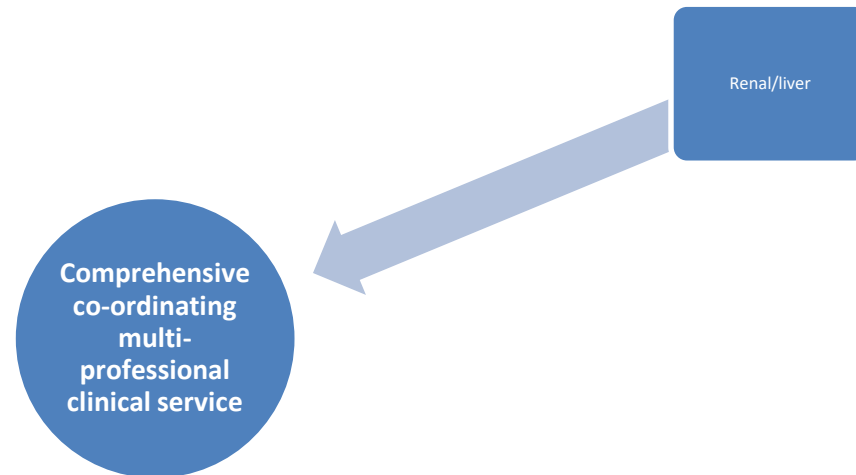 Renal/liver
Comprehensive
co-ordinating
multi-
professional
clinical service